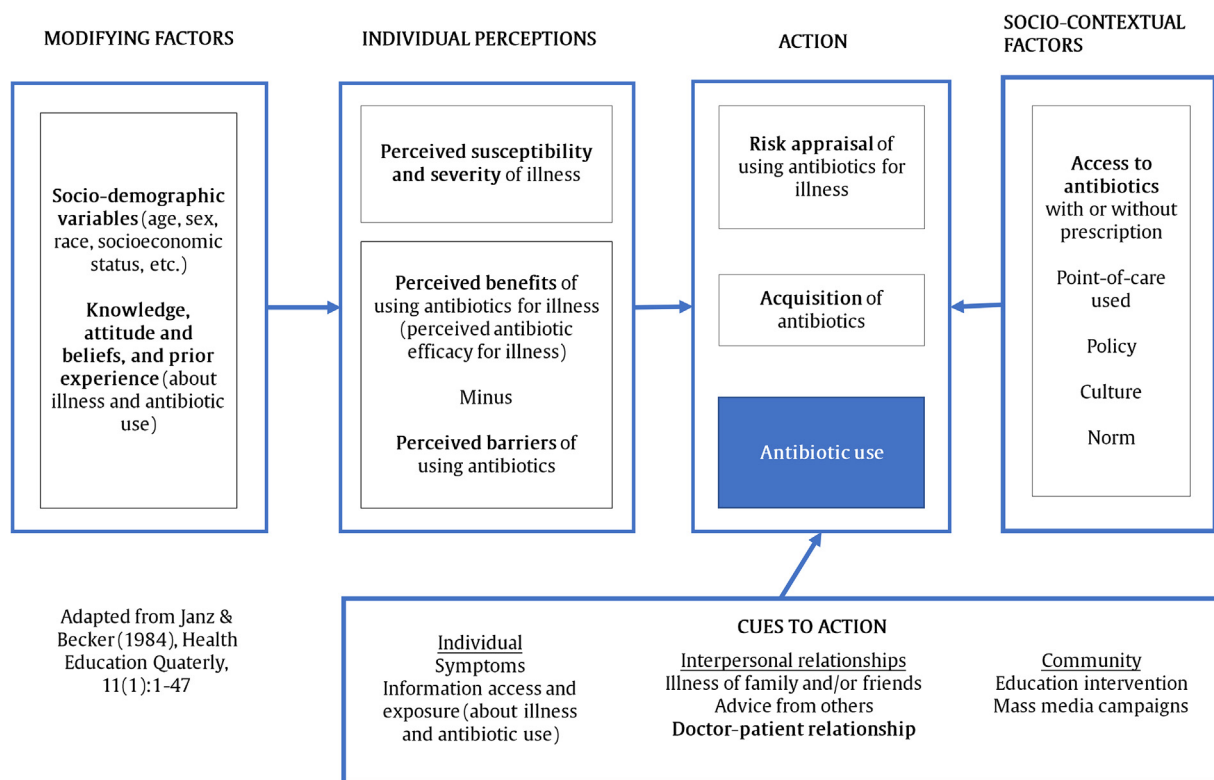 MODIFYING FACTORS
Socio-demographic
variables (age, sex,
race, socioeconomic
status, etc.)
Knowledge,
attitude and
beliefs, and prior
experience (about
illness and antibiotic
use)
INDIVIDUAL PERCEPTIONS
Perceived susceptibility
and severity of illness
Perceived benefits of
using antibiotics for illness
(perceived antibiotic
efficacy for illness)
Minus
Perceived barriers of
using antibiotics
ACTION
Risk appraisal of
using antibiotics for
illness
Acquisition of
antibiotics
Antibiotic use
SOCIO-CONTEXTUAL
FACTORS
Access to
antibiotics
with or without
prescription
Point-of-care
used
Policy
Culture
Norm
Adapted from Janz &
Becker (1984), Health
Education Quaterly,
11(1):1-47
CUES TO ACTION
Individual
Symptoms
Information access and
exposure (about illness
and antibiotic use)
Interpersonal relationships
Illness of family and/or friends
Advice from others
Doctor-patient relationship
Community
Education intervention
Mass media campaigns